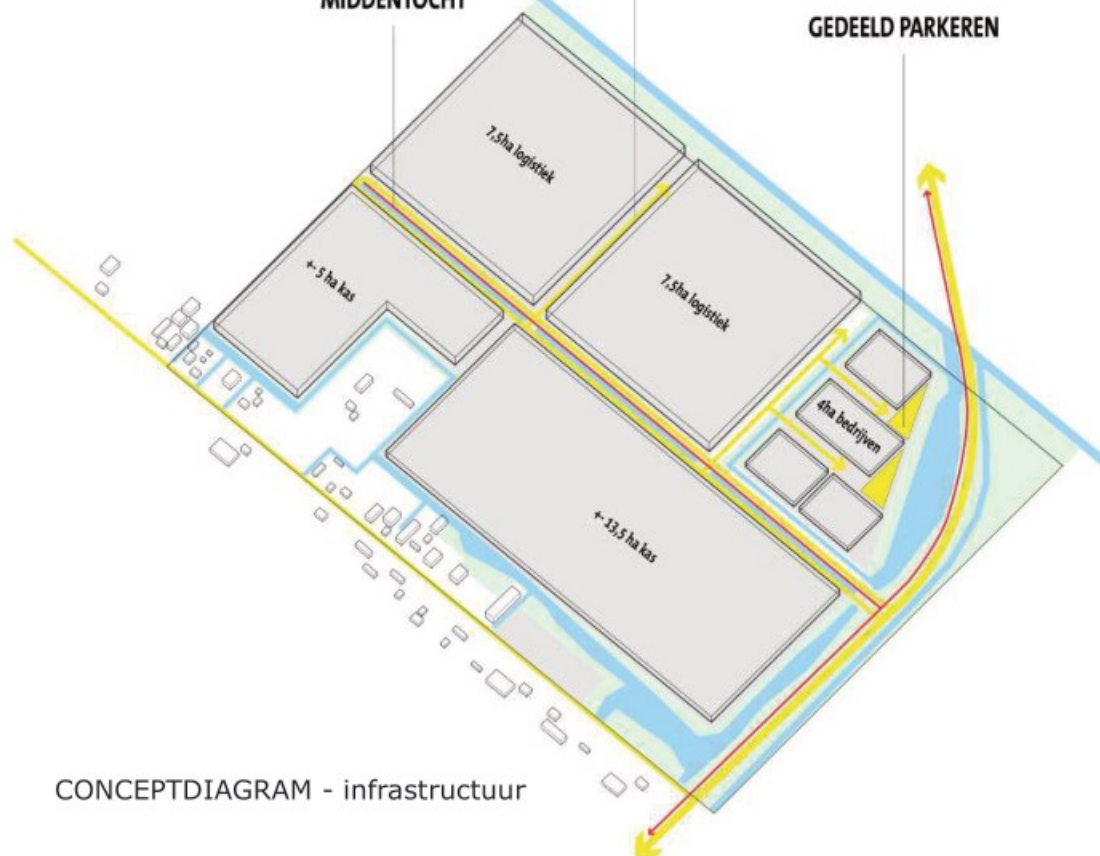 MIDDENTOCHT
GEDEELD PARKEREN
7,5ha logistiek
7,5ha logistiek
+- 5 ha kas
4ha bedrijven
+- 13,5 ha kas
CONCEPTDIAGRAM - infrastructuur